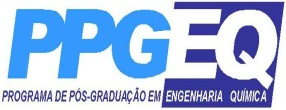 PPGEQ
PROGRAMA DE PÓS-GRADUAÇÃO EM ENGENHARIA QUÍMICA